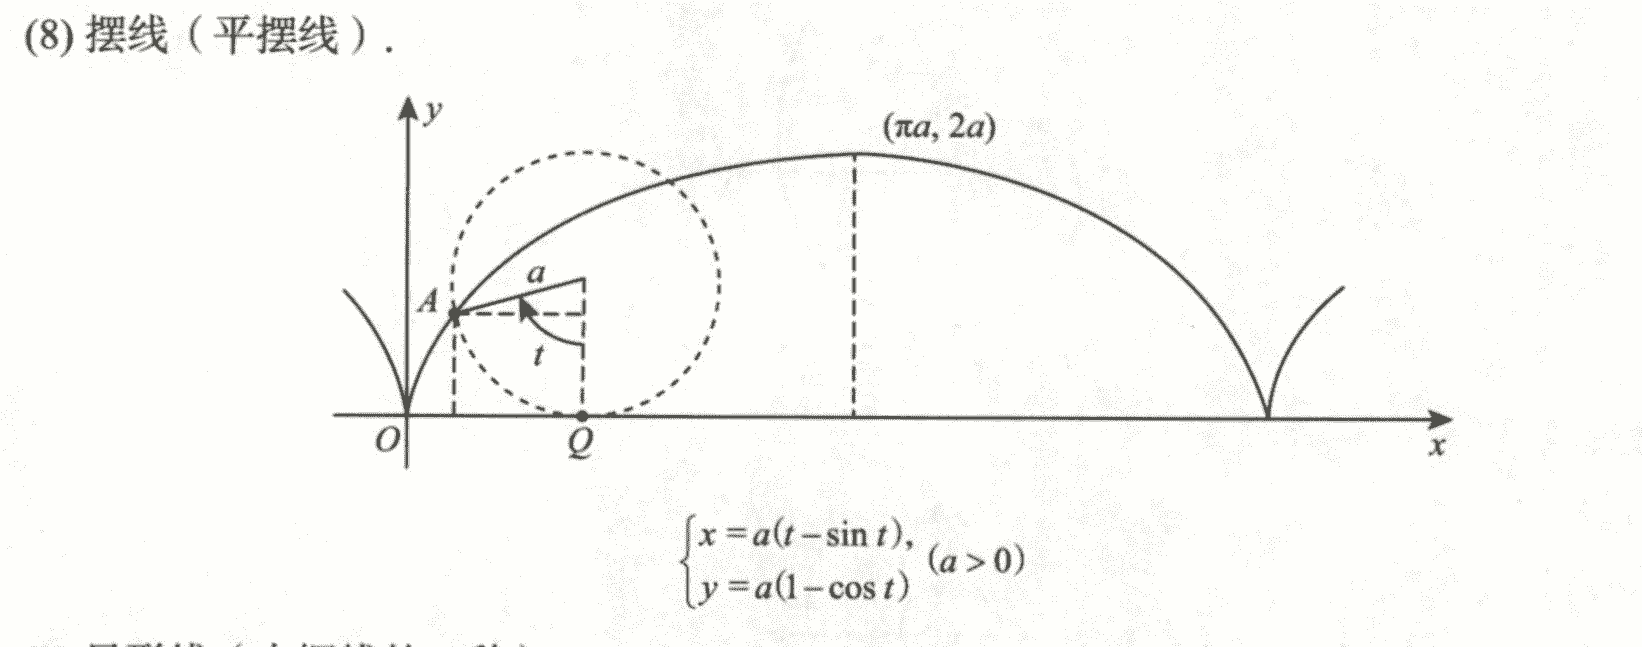 (8) 摆线（平摆线）.
y
(πa, 2a)
a
A
t
O
Q
x
{ x = a(t − sin t),
y = a(1 − cos t)
(a > 0)